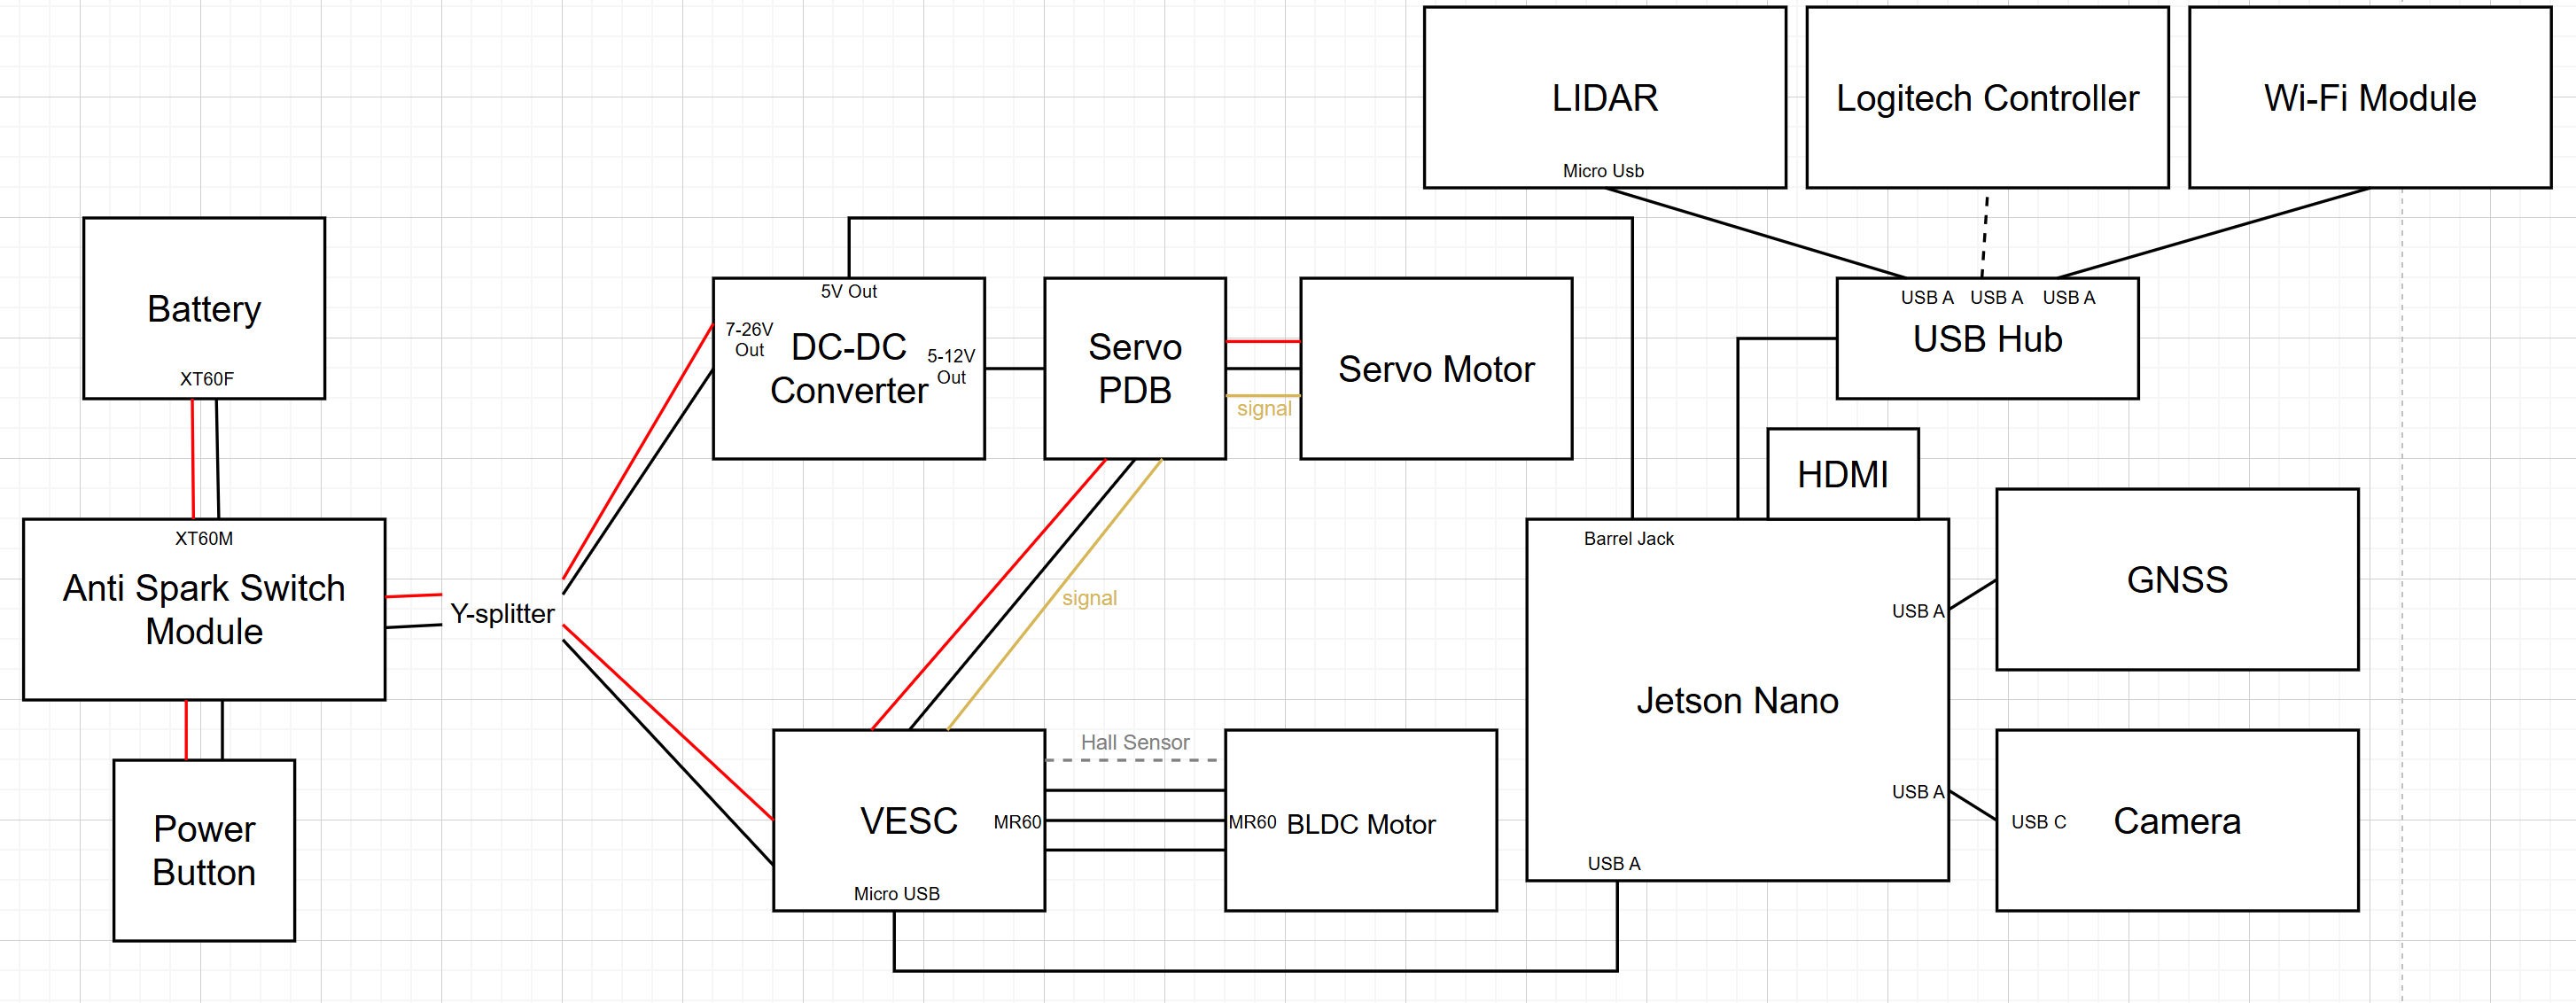 LIDAR
Micro Usb
Logitech Controller
Wi-Fi Module
Battery
XT60F
5V Out
7-26V
Out
DC-DC
Converter
5-12V
Out
Servo
PDB
signal
Servo Motor
USB A
USB A
USB A
USB Hub
HDMI
XT60M
Anti Spark Switch
Module
Y-splitter
signal
Barrel Jack
Jetson Nano
USB A
USB A
USB A
GNSS
Power
Button
VESC
MR60
Micro USB
Hall Sensor
MR60
BLDC Motor
USB C
Camera